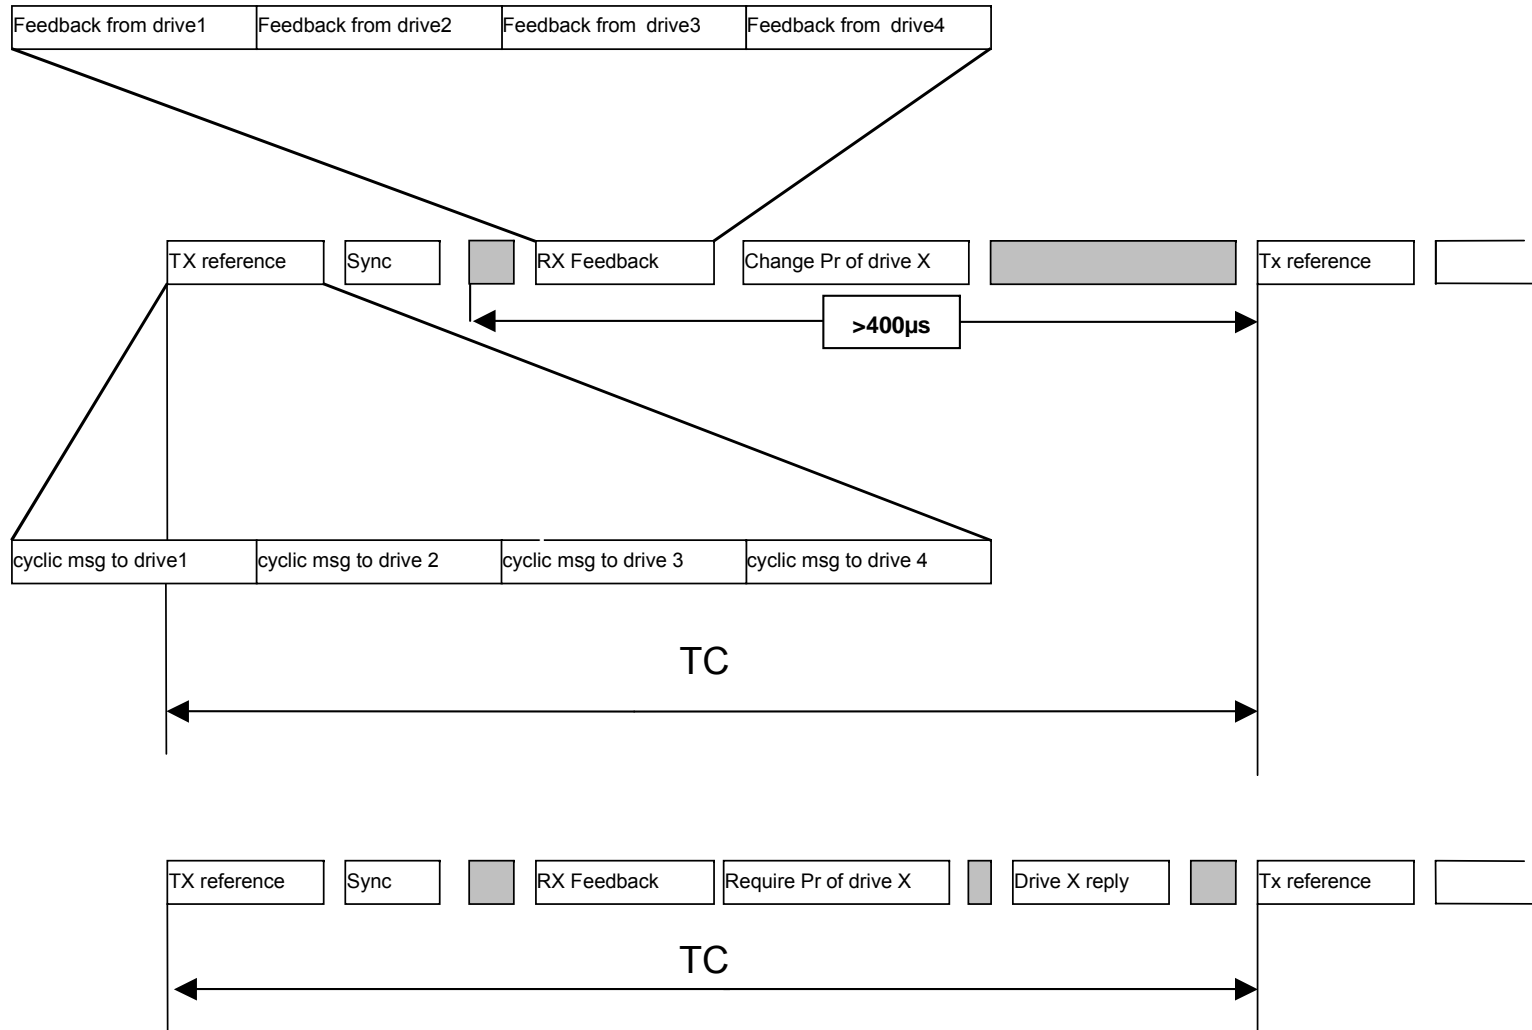 Feedback from drive1
Feedback from drive2
Feedback from  drive3
Feedback from  drive4
TX reference
Sync
RX Feedback
Change Pr of drive X
Tx reference
>400µs
cyclic msg to drive1
cyclic msg to drive 2
cyclic msg to drive 3
cyclic msg to drive 4
TC
TX reference
Sync
RX Feedback
Require Pr of drive X
Drive X reply
Tx reference
TC